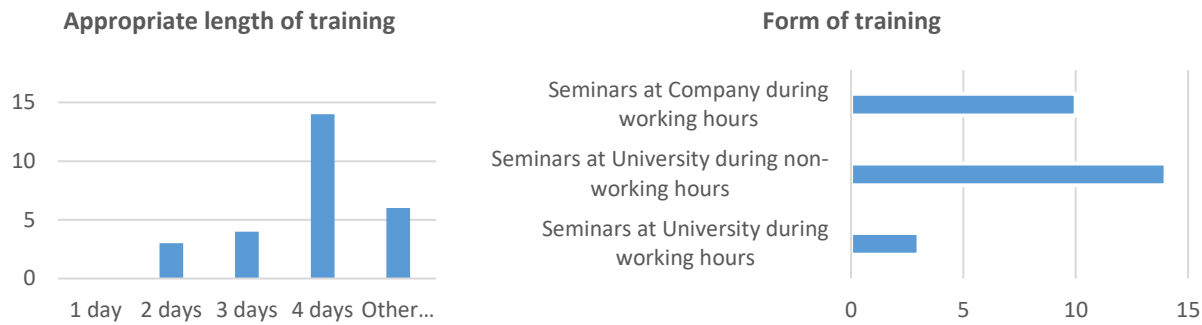 Appropriate length of training
15
10
5
0
1 day 2 days 3 days 4 days Other...
Form of training
Seminars at Company during
working hours
Seminars at University during non-
working hours
Seminars at University during
working hours
0 5 10 15